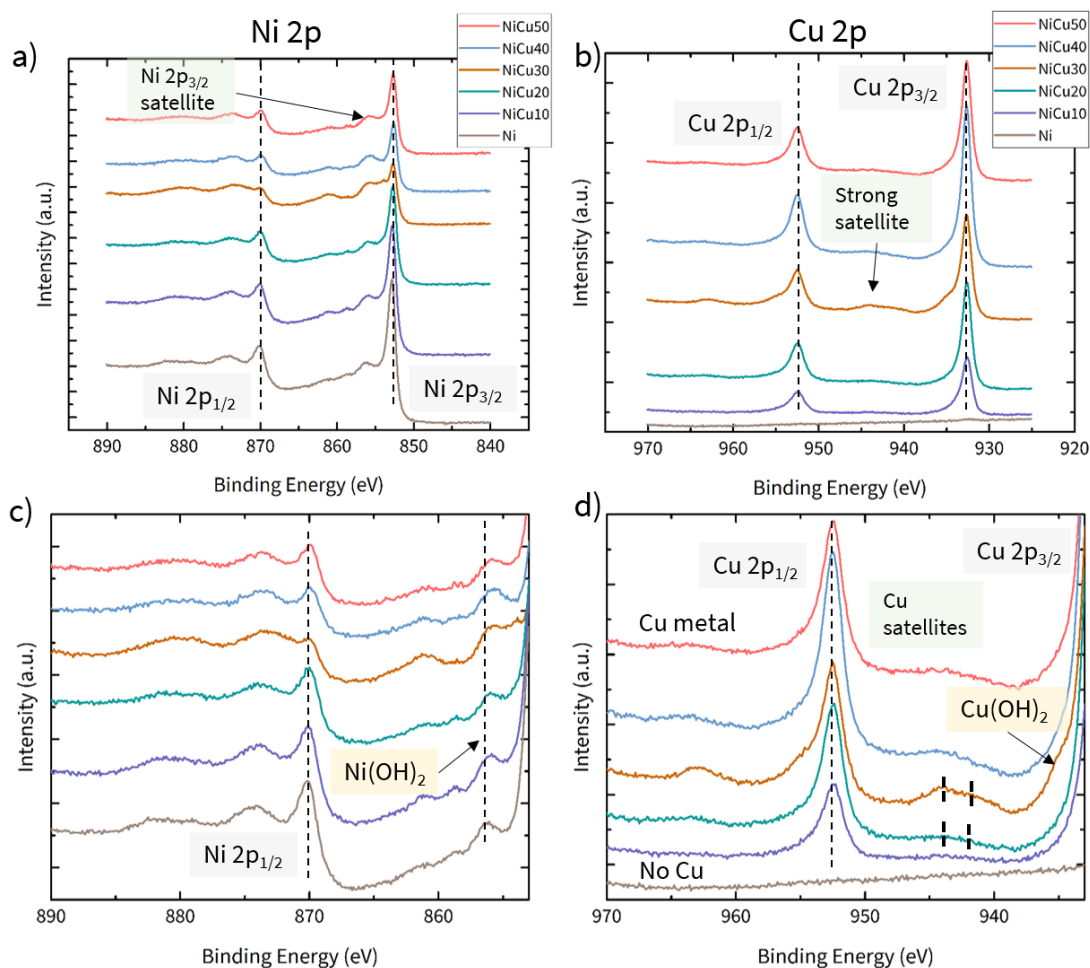 Ni 2p
a)
Ni 2p3/2
satellite
NiCu50
NiCu40
NiCu30
NiCu20
NiCu10
Ni
Ni 2p1/2
Ni 2p3/2
Intensity (a.u.)
890 880 870 860 850 840
Binding Energy (eV)
Cu 2p
b)
Cu 2p1/2
Cu 2p3/2
Strong
satellite
NiCu50
NiCu40
NiCu30
NiCu20
NiCu10
Ni
Intensity (a.u.)
970 960 950 940 930 920
Binding Energy (eV)
c)
Ni(OH)2
Ni 2p1/2
Intensity (a.u.)
890 880 870 860
Binding Energy (eV)
d)
Cu 2p1/2
Cu 2p3/2
Cu metal
Cu
satellites
Cu(OH)2
No Cu
Intensity (a.u.)
970 960 950 940
Binding Energy (eV)